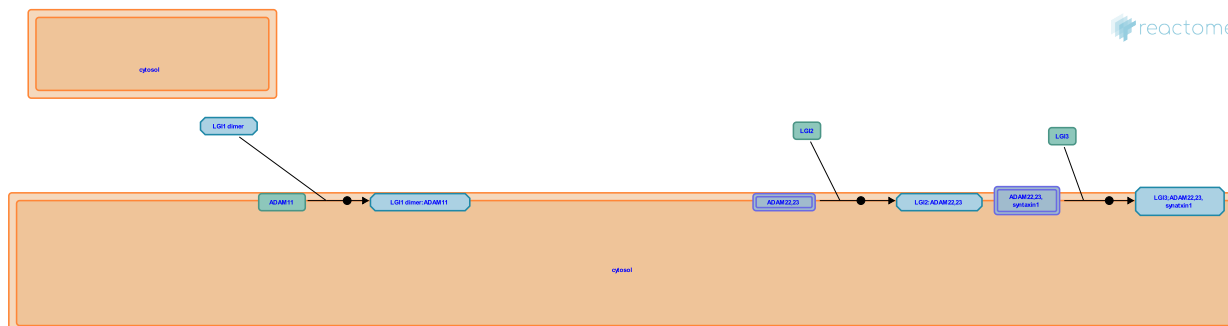 reactome
cytosol
LGI1 dimer
LGI2
LGI3
ADAM11
LGI1 dimer:ADAM11
ADAM22,23
LGI2:ADAM22,23
ADAM22,23,
syntaxin1
LGI3:ADAM22,23,
synatxin1
cytosol